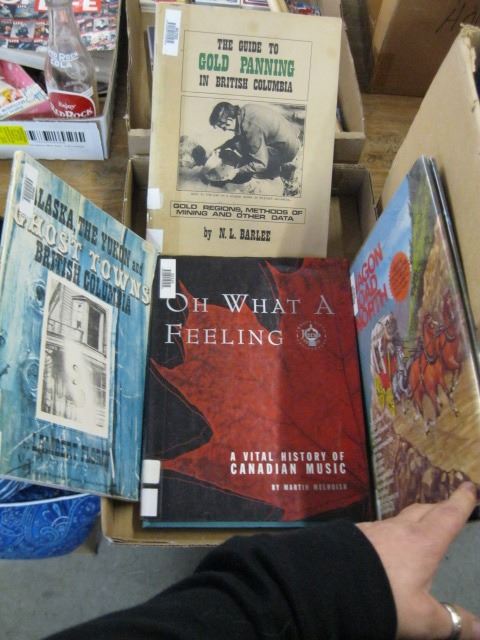 THE GUIDE TO
GOLD PANNING
IN BRITISH COLUMBIA
GOLD REGIONS, METHODS OF
MINING AND OTHER DATA
by N. L. BARLEE
ALASKA, THE YUKON and
GHOST TOWNS
BRITISH COLUMBIA
OH WHAT A
FEELING
A VITAL HISTORY OF
CANADIAN MUSIC
BY MARTIN MELHUISH
WAGON
ROAD
NORTH